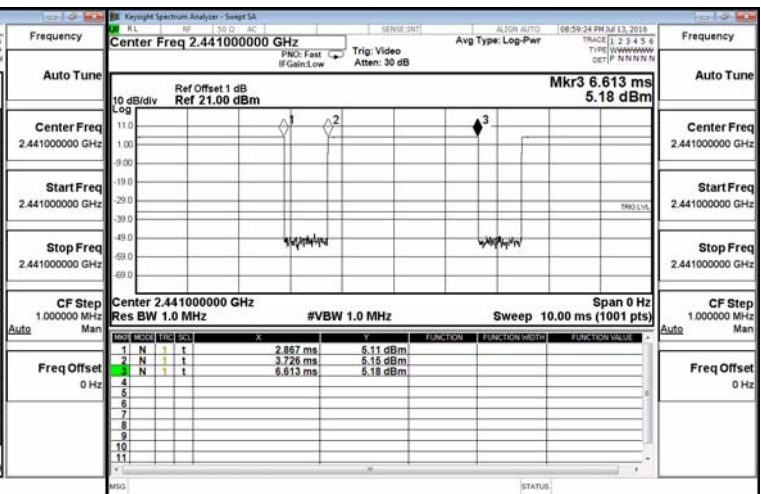 Frequency
Auto Tune
Center Freq
2.441000000 GHz
Start Freq
2.441000000 GHz
Stop Freq
2.441000000 GHz
CF Step
1.000000 MHz
Auto Man
Freq Offset
0 Hz
Keysight Spectrum Analyzer - Swept SA
RL RF 50 Ω AC SENSE:INT ALIGN AUTO 08:59:24 PM Jul 13, 2016
Center Freq 2.441000000 GHz
PNO: Fast
IFGain:Low
Trig: Video
Atten: 30 dB
Avg Type: Log-Pwr
TRACE 1 2 3 4 5 6
TYPE WWWWWW
DET P NNNNN
Mkr3 6.613 ms
5.18 dBm
Ref Offset 1 dB
10 dB/div Ref 21.00 dBm
Log
11.0
1.00
-9.00
-19.0
-29.0
-39.0
-49.0
-59.0
-69.0
1
2
3
TRIG LVL
Center 2.441000000 GHz Span 0 Hz
Res BW 1.0 MHz #VBW 1.0 MHz Sweep 10.00 ms (1001 pts)
MKR MODE TRC SCL X Y FUNCTION FUNCTION WIDTH FUNCTION VALUE
1 N 1 t 2.867 ms 5.11 dBm
2 N 1 t 3.726 ms 5.15 dBm
3 N 1 t 6.613 ms 5.18 dBm
4
5
6
7
8
9
10
11
MSG STATUS
Frequency
Auto Tune
Center Freq
2.441000000 GHz
Start Freq
2.441000000 GHz
Stop Freq
2.441000000 GHz
CF Step
1.000000 MHz
Auto Man
Freq Offset
0 Hz